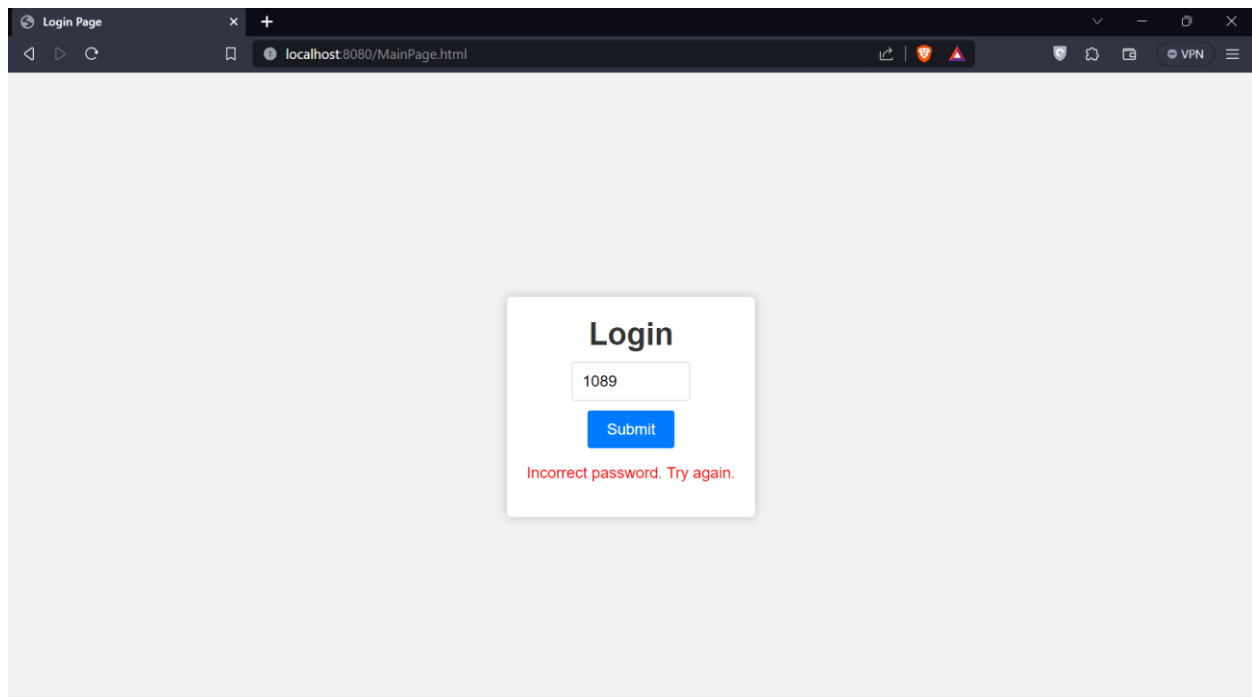 Login Page
localhost:8080/MainPage.html
VPN
Login
1089
Submit
Incorrect password. Try again.